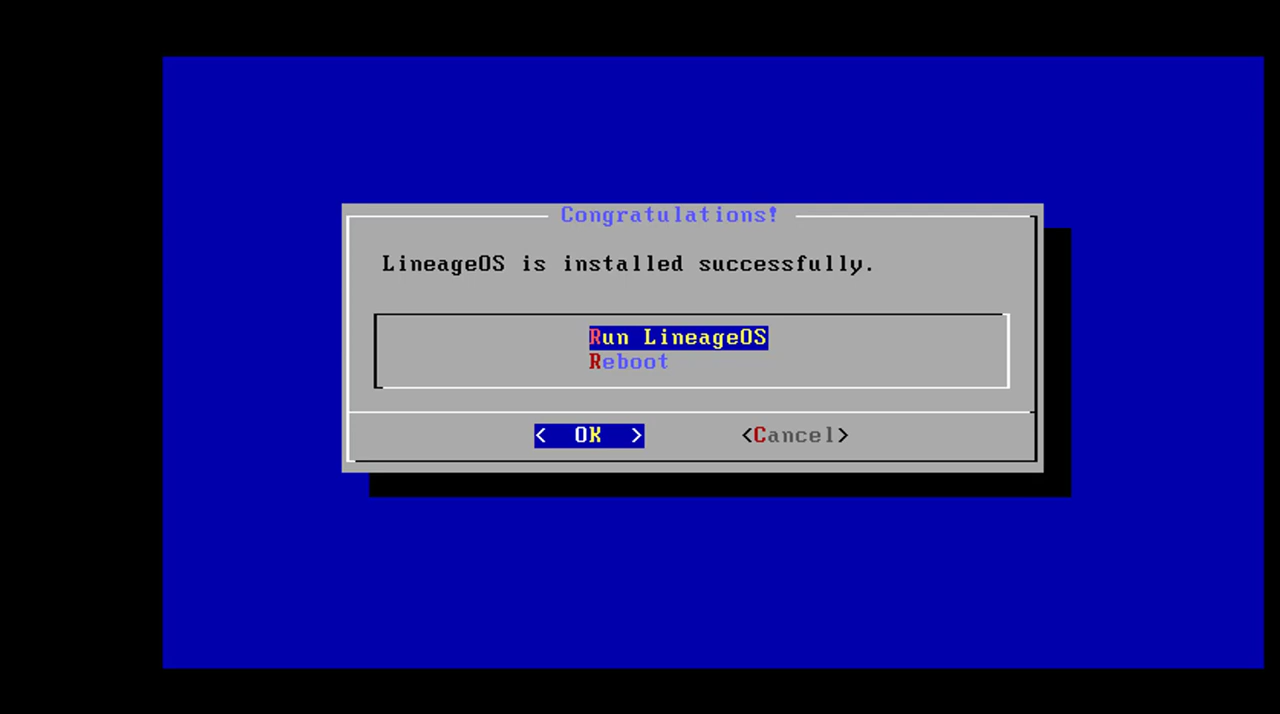 Congratulations!
LineageOS is installed successfully.
Run LineageOS
Reboot
<  OK  > <Cancel>